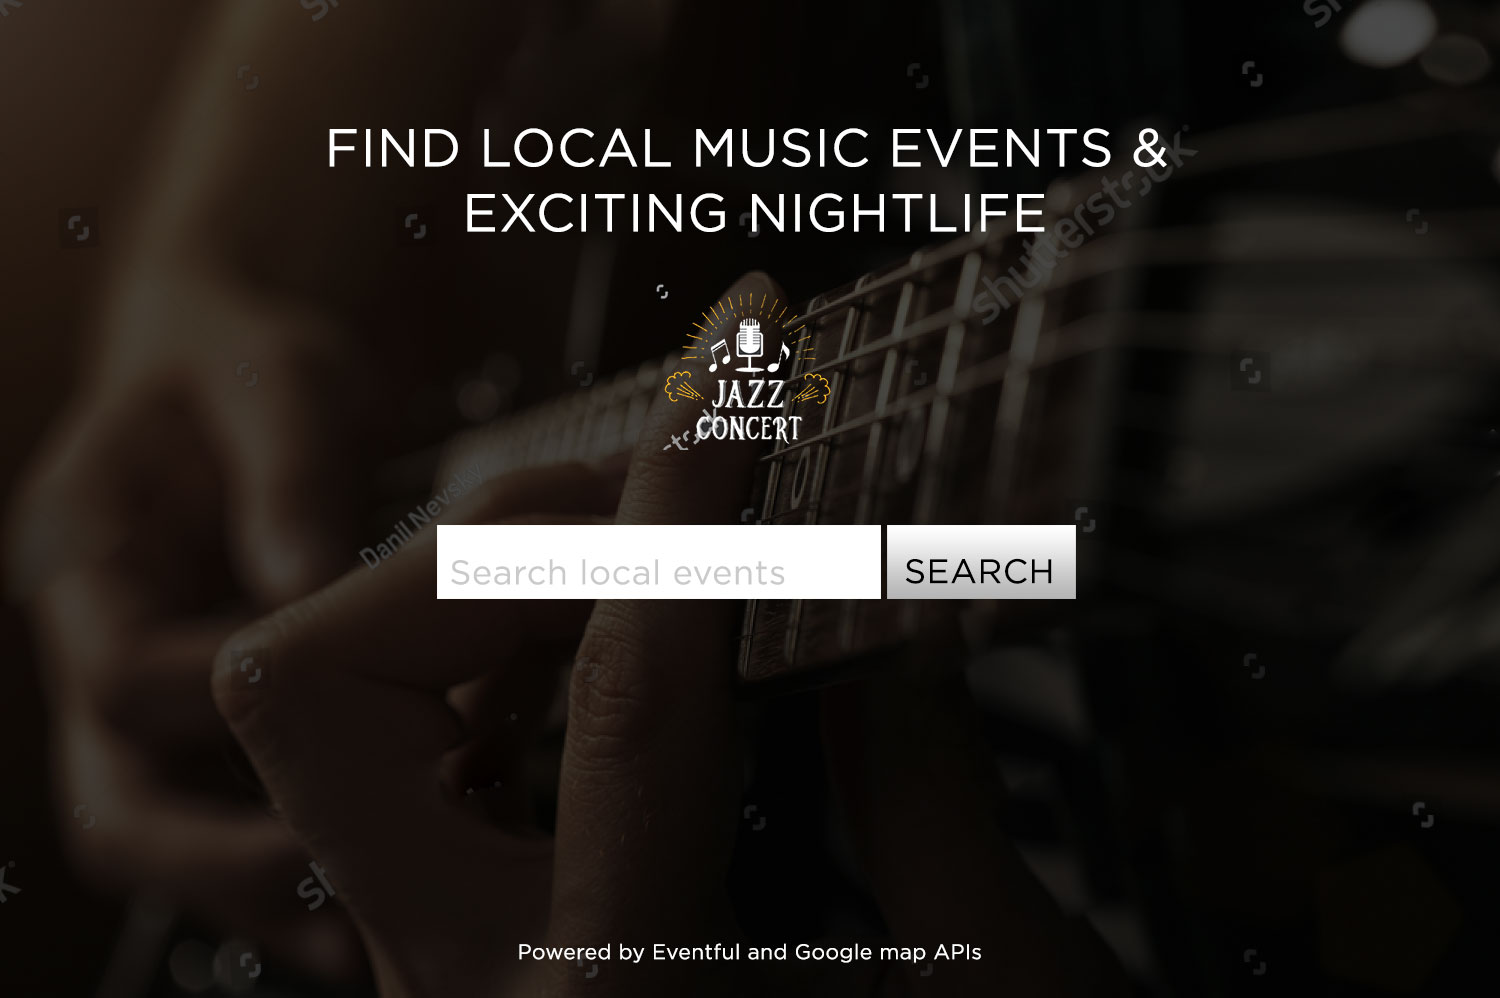 FIND LOCAL MUSIC EVENTS &
EXCITING NIGHTLIFE
shutterstock
JAZZ
CONCERT
Danil Nevsky
Search local events
SEARCH
Powered by Eventful and Google map APIs